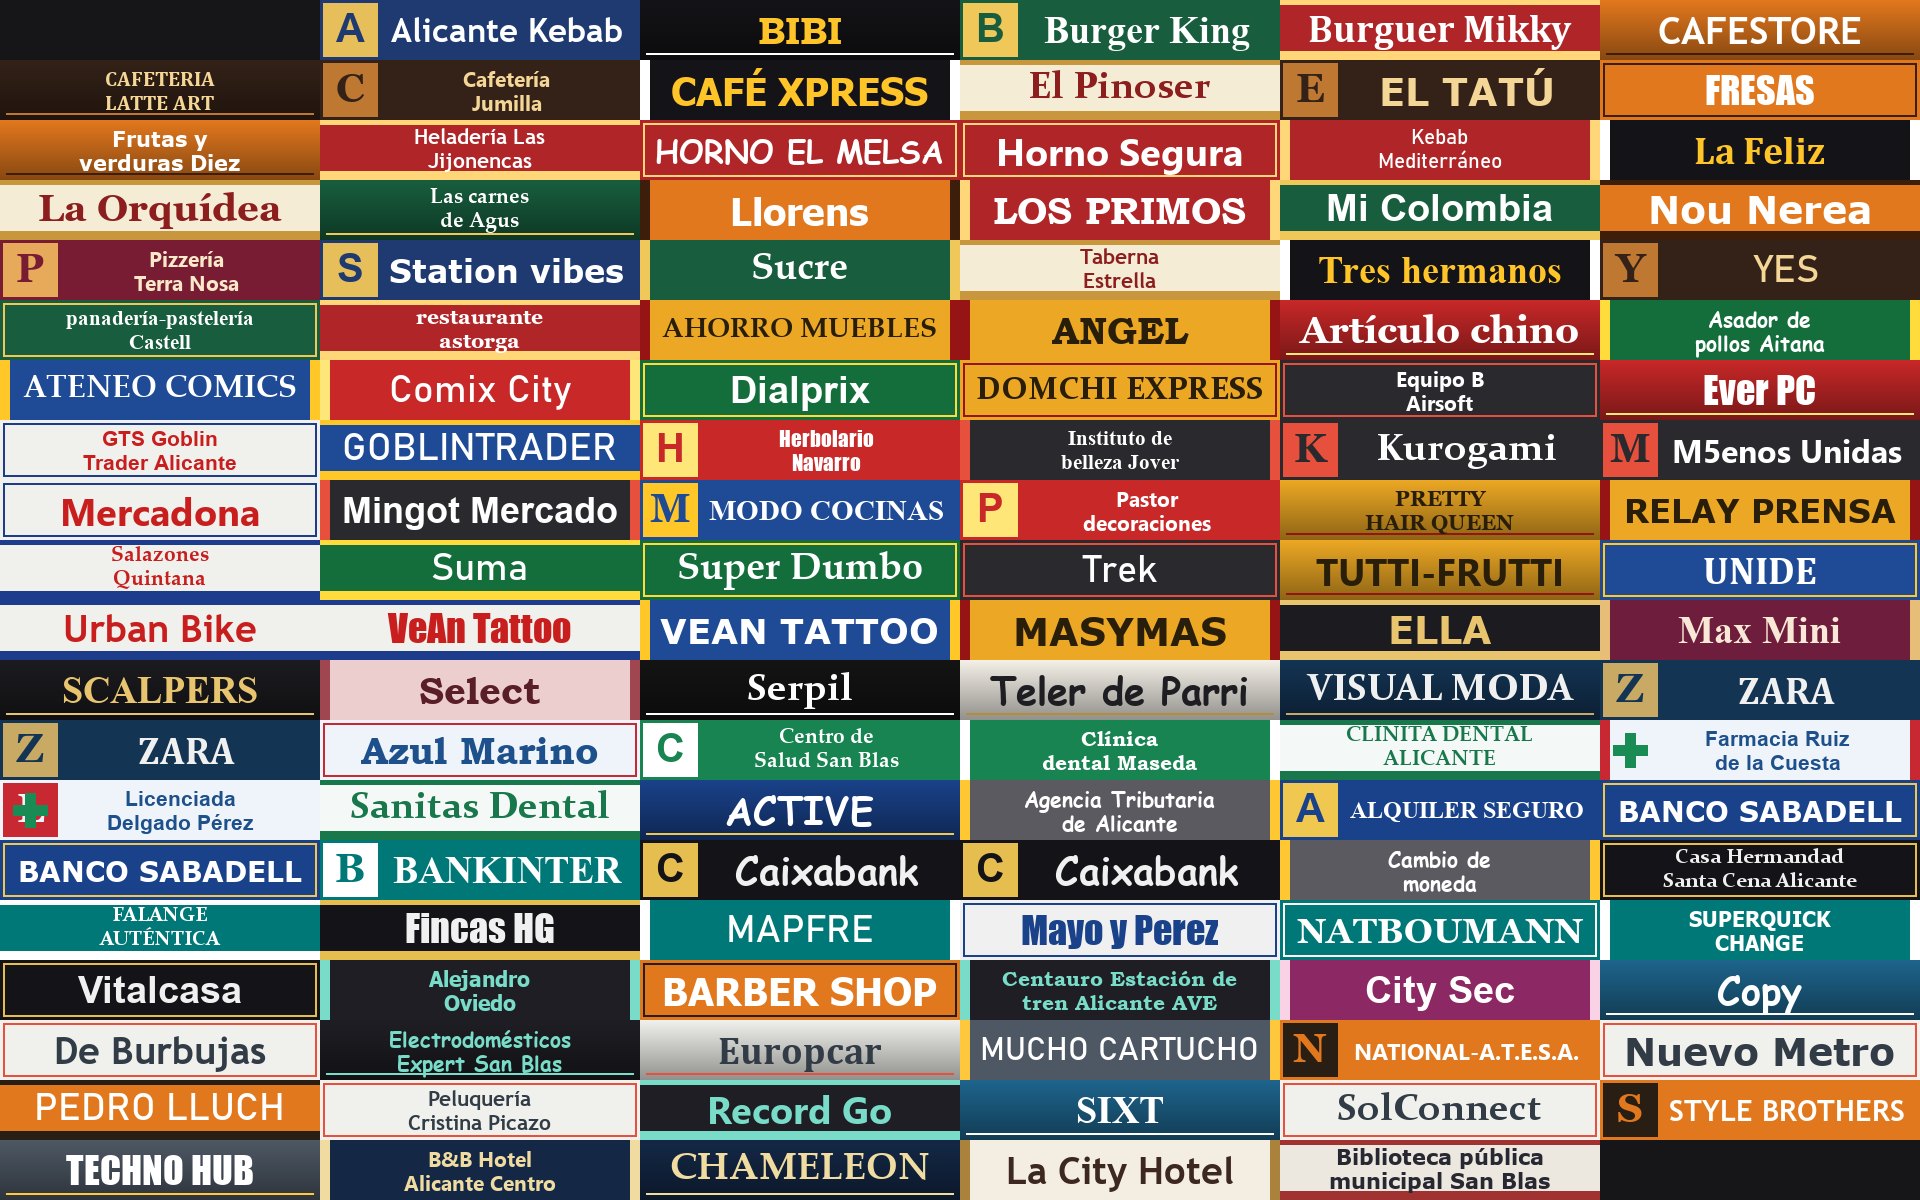 A Alicante Kebab
BIBI
B Burger King
Burguer Mikky
CAFESTORE
CAFETERIA
LATTE ART
C Cafetería
Jumilla
CAFÉ XPRESS
El Pinoser
E EL TATÚ
FRESAS
Frutas y
verduras Diez
Heladería Las
Jijonencas
HORNO EL MELSA
Horno Segura
Kebab
Mediterráneo
La Feliz
La Orquídea
Las carnes
de Agus
Llorens
LOS PRIMOS
Mi Colombia
Nou Nerea
P Pizzería
Terra Nosa
S Station vibes
Sucre
Taberna
Estrella
Tres hermanos
Y YES
panadería-pastelería
Castell
restaurante
astorga
AHORRO MUEBLES
ANGEL
Artículo chino
Asador de
pollos Aitana
ATENEO COMICS
Comix City
Dialprix
DOMCHI EXPRESS
Equipo B
Airsoft
Ever PC
GTS Goblin
Trader Alicante
GOBLINTRADER
H Herbolario
Navarro
Instituto de
belleza Jover
K Kurogami
M M5enos Unidas
Mercadona
Mingot Mercado
M MODO COCINAS
P Pastor
decoraciones
PRETTY
HAIR QUEEN
RELAY PRENSA
Salazones
Quintana
Suma
Super Dumbo
Trek
TUTTI-FRUTTI
UNIDE
Urban Bike
VeAn Tattoo
VEAN TATTOO
MASYMAS
ELLA
Max Mini
SCALPERS
Select
Serpil
Teler de Parri
VISUAL MODA
Z ZARA
Z ZARA
Azul Marino
C Centro de
Salud San Blas
Clínica
dental Maseda
CLINITA DENTAL
ALICANTE
Farmacia Ruiz
de la Cuesta
L Licenciada
Delgado Pérez
Sanitas Dental
ACTIVE
Agencia Tributaria
de Alicante
A ALQUILER SEGURO
BANCO SABADELL
BANCO SABADELL
B BANKINTER
C Caixabank
C Caixabank
Cambio de
moneda
Casa Hermandad
Santa Cena Alicante
FALANGE
AUTÉNTICA
Fincas HG
MAPFRE
Mayo y Perez
NATBOUMANN
SUPERQUICK
CHANGE
Vitalcasa
Alejandro
Oviedo
BARBER SHOP
Centauro Estación de
tren Alicante AVE
City Sec
Copy
De Burbujas
Electrodomésticos
Expert San Blas
Europcar
MUCHO CARTUCHO
N NATIONAL-A.T.E.S.A.
Nuevo Metro
PEDRO LLUCH
Peluquería
Cristina Picazo
Record Go
SIXT
SolConnect
S STYLE BROTHERS
TECHNO HUB
B&B Hotel
Alicante Centro
CHAMELEON
La City Hotel
Biblioteca pública
municipal San Blas